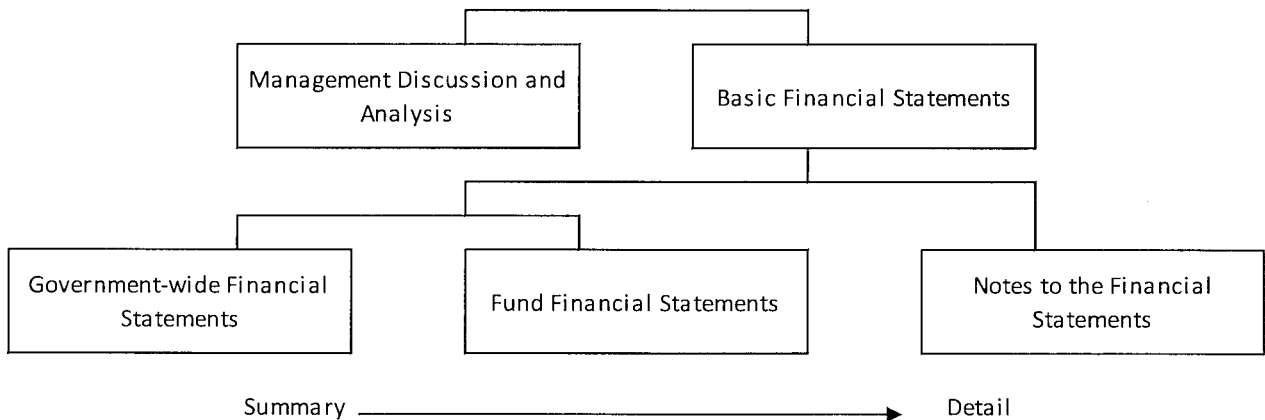 Management Discussion and
Analysis
Basic Financial Statements
Government-wide Financial
Statements
Fund Financial Statements
Notes to the Financial
Statements
Summary
Detail